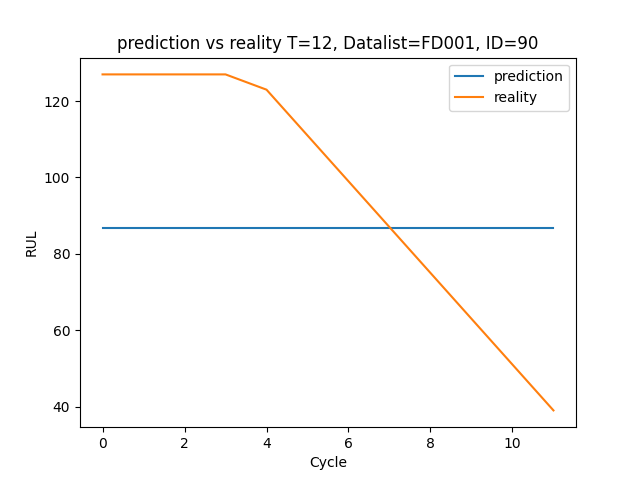 prediction vs reality T=12, Datalist=FD001, ID=90
prediction
reality
120
100
80
60
40
RUL
0 2 4 6 8 10
Cycle